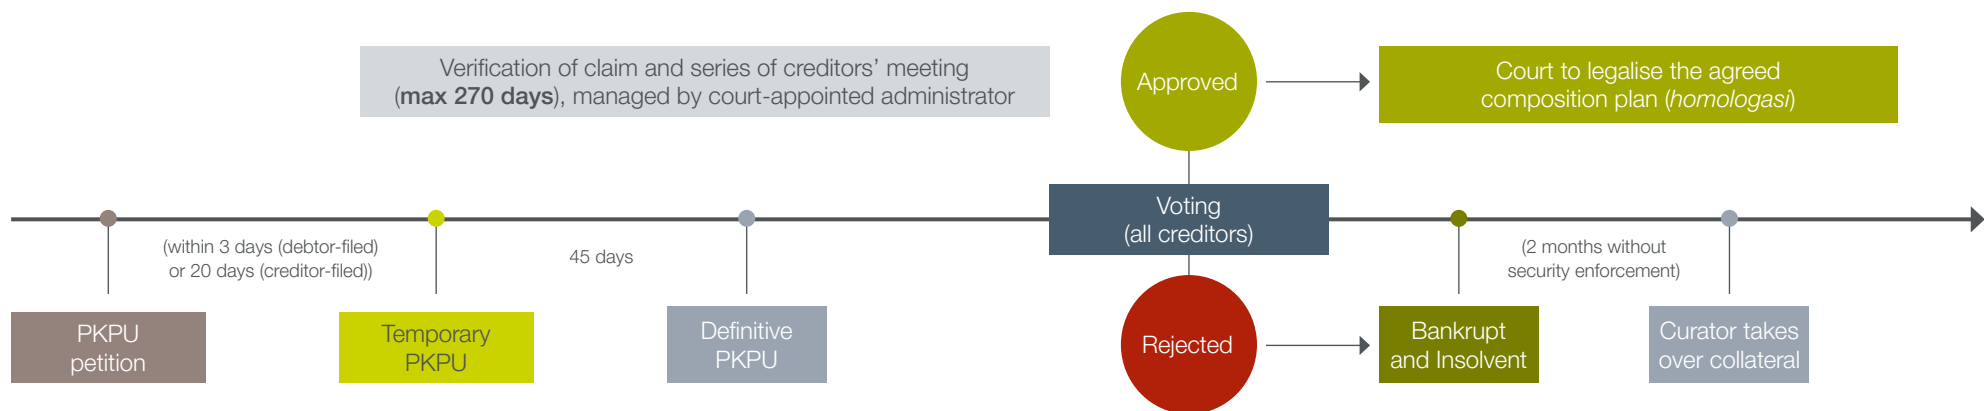 Verification of claim and series of creditors’ meeting
(max 270 days), managed by court-appointed administrator
Approved
Court to legalise the agreed
composition plan (homologasi)
Voting
(all creditors)
(within 3 days (debtor-filed)
or 20 days (creditor-filed))
45 days
(2 months without
security enforcement)
PKPU
petition
Temporary
PKPU
Definitive
PKPU
Rejected
Bankrupt
and Insolvent
Curator takes
over collateral